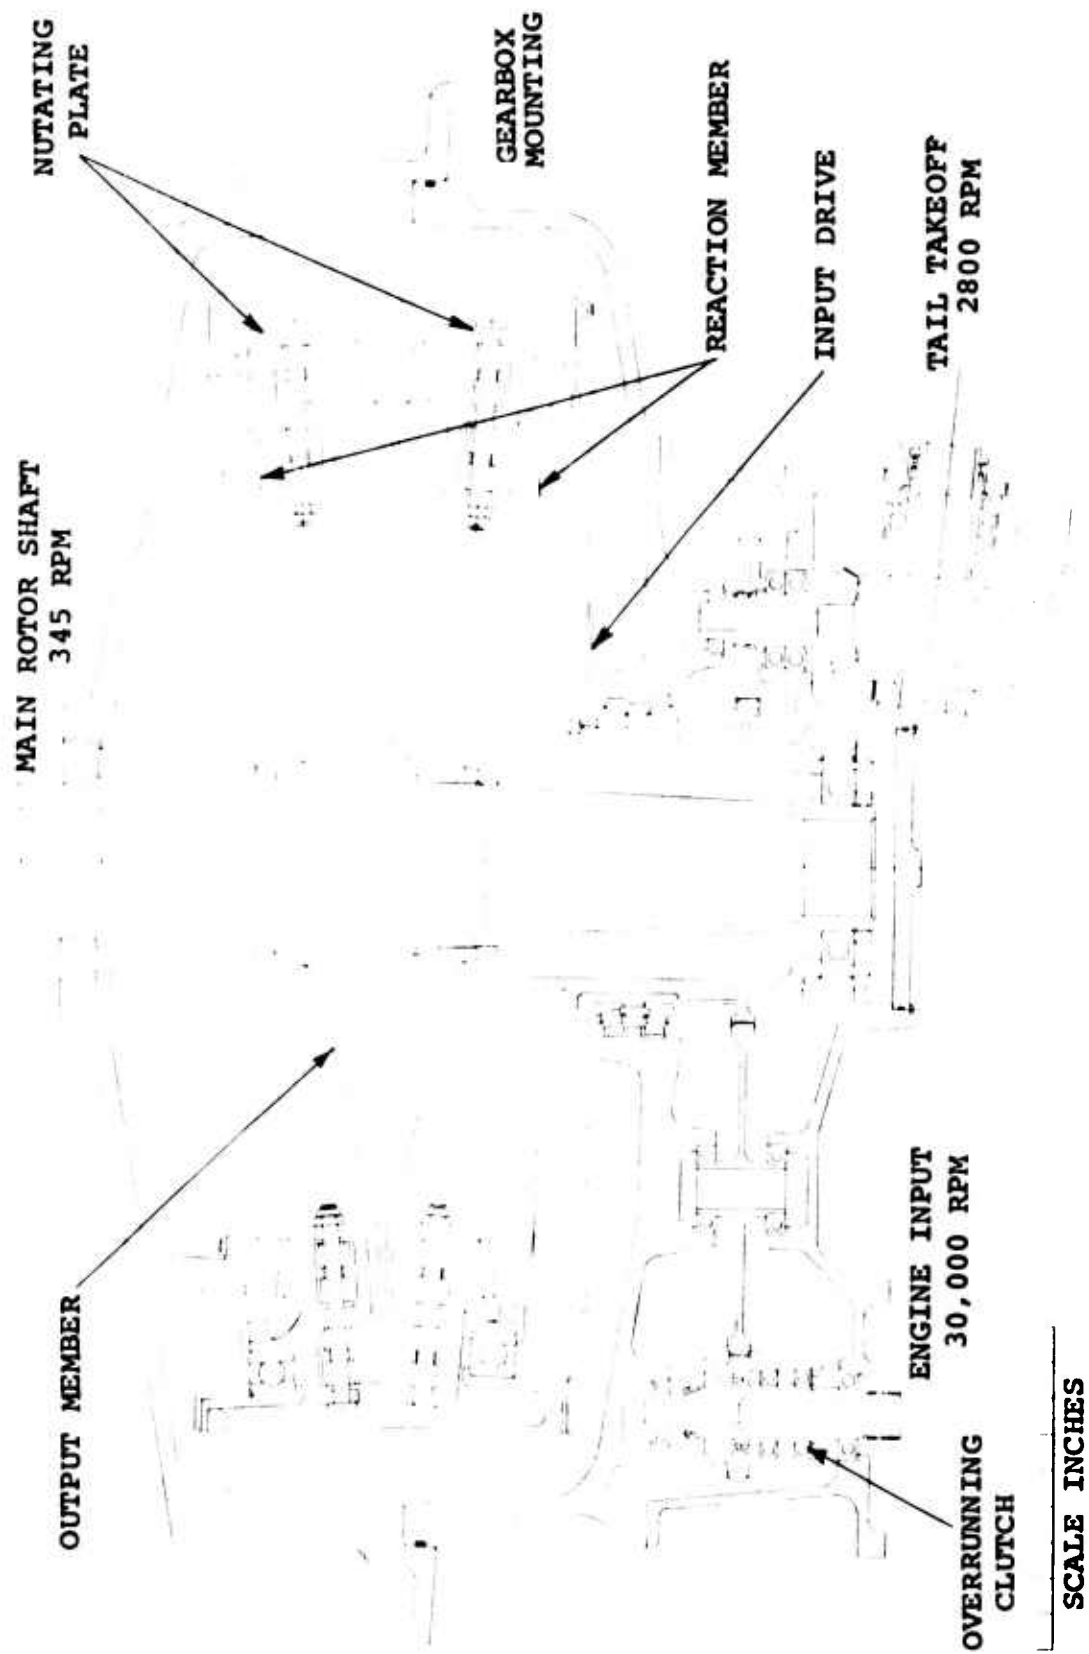 MAIN ROTOR SHAFT
345 RPM
NUTATING
PLATE
OUTPUT MEMBER
GEARBOX
MOUNTING
REACTION MEMBER
INPUT DRIVE
TAIL TAKEOFF
2800 RPM
ENGINE INPUT
30,000 RPM
OVERRUNNING
CLUTCH
SCALE INCHES